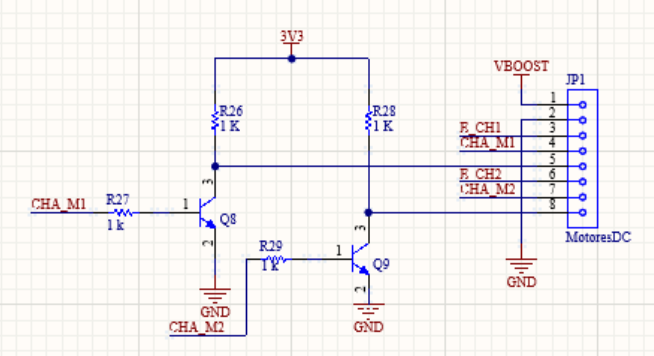 3V3
VBOOST
JP1
R26
1 K
R28
1 K
1
2
E_CH1
3
CHA_M1
4
5
E_CH2
6
CHA_M2
7
8
MotoresDC
CHA_M1
R27
1 k
1
3
Q8
2
GND
R29
1 k
1
3
Q9
2
GND
GND
CHA_M2